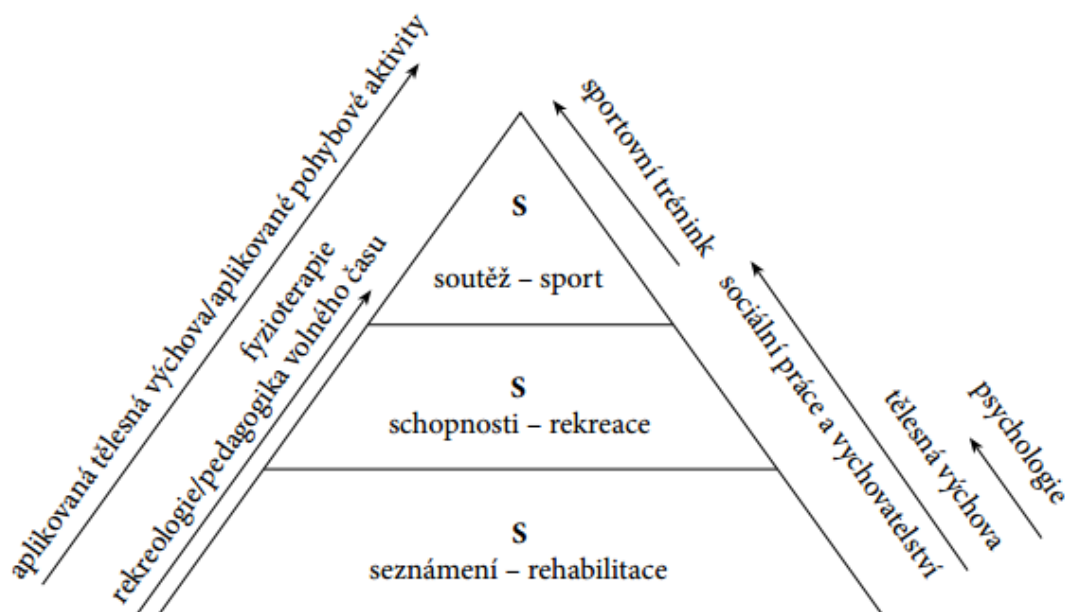 aplikovaná tělesná výchova/aplikované pohybové aktivity
fyzioterapie
rekreologie/pedagogika volného času
S
soutěž – sport
S
schopnosti – rekreace
S
seznámení – rehabilitace
sportovní trénink
sociální práce a vychovatelství
tělesná výchova
psychologie